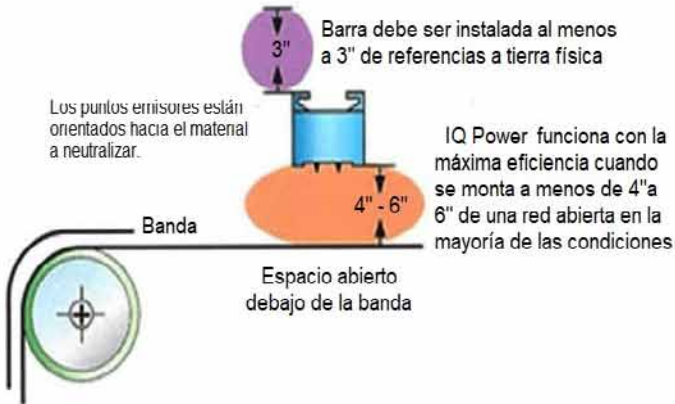 3"
Barra debe ser instalada al menos
a 3" de referencias a tierra física
Los puntos emisores están
orientados hacia el material
a neutralizar.
IQ Power funciona con la
máxima eficiencia cuando
se monta a menos de 4"a
6" de una red abierta en la
mayoría de las condiciones
4" - 6"
Banda
Espacio abierto
debajo de la banda